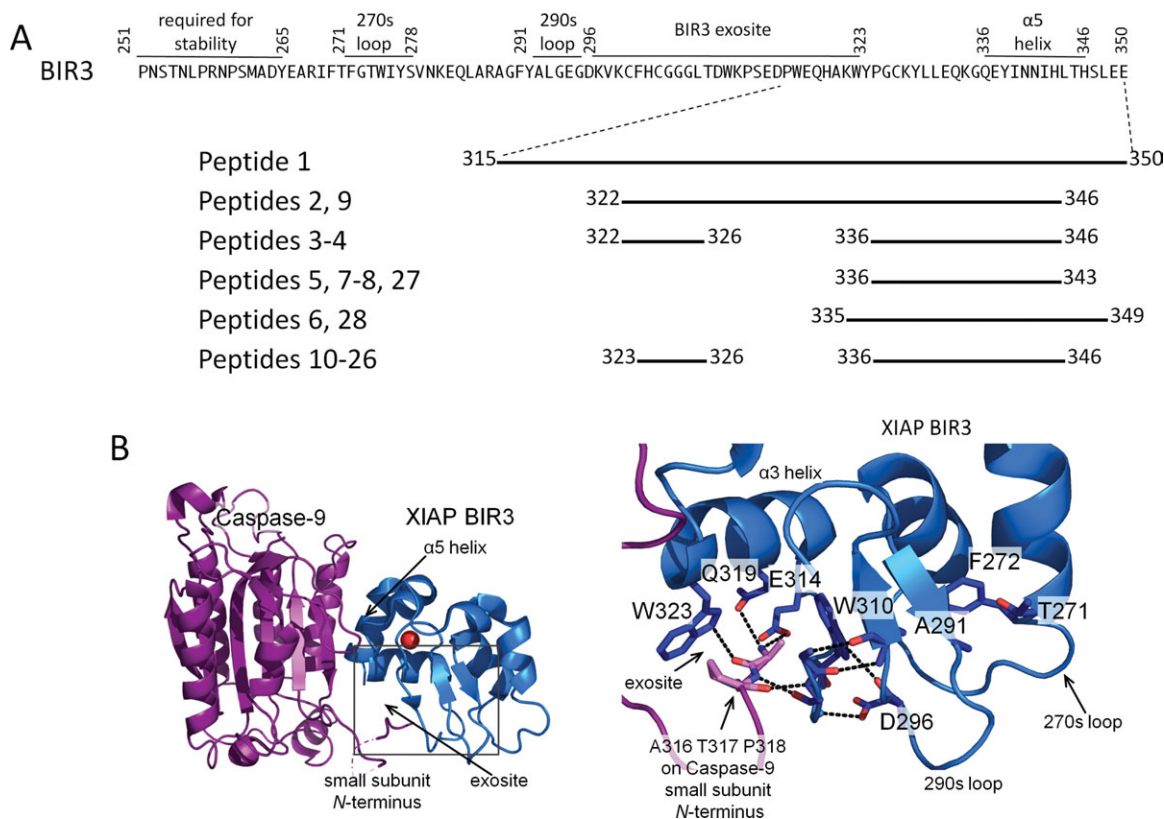 A
required for
stability
270s
loop
290s
loop
BIR3 exosite
α5
helix
251
265
271
278
291
296
323
336
346
350
BIR3
PNSTNLPRNPSMADYEARIFTFGTWIYSVNKEQLARAGFYALGEGDKVKCFHCGGGLTDWKPSEDPWEQHAKWYPGCKYLLEQKGQEYINNIHLTHSLEE
Peptide 1
315
350
Peptides 2, 9
322
346
Peptides 3-4
322
326
336
346
Peptides 5, 7-8, 27
336
343
Peptides 6, 28
335
349
Peptides 10-26
323
326
336
346
B
Caspase-9
XIAP BIR3
α5 helix
small subunit
N-terminus
exosite
XIAP BIR3
α3 helix
Q319
E314
F272
W323
W310
A291
T271
exosite
D296
270s loop
A316 T317 P318
on Caspase-9
small subunit
N-terminus
290s loop